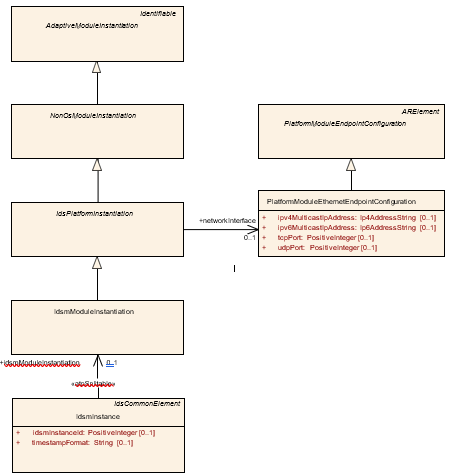 Identifiable
AdaptiveModuleInstantiation
NonOsModuleInstantiation
ARElement
PlatformModuleEndpointConfiguration
IdsPlatformInstantiation
+networkInterface
0..1
PlatformModuleEthernetEndpointConfiguration
+ ipv4MulticastIpAddress: Ip4AddressString [0..1]
+ ipv6MulticastIpAddress: Ip6AddressString [0..1]
+ tcpPort: PositiveInteger [0..1]
+ udpPort: PositiveInteger [0..1]
IdsmModuleInstantiation
+idsmModuleInstantiation
0..1
«atpSplitable»
IdsCommonElement
IdsmInstance
+ idsmInstanceId: PositiveInteger [0..1]
+ timestampFormat: String [0..1]